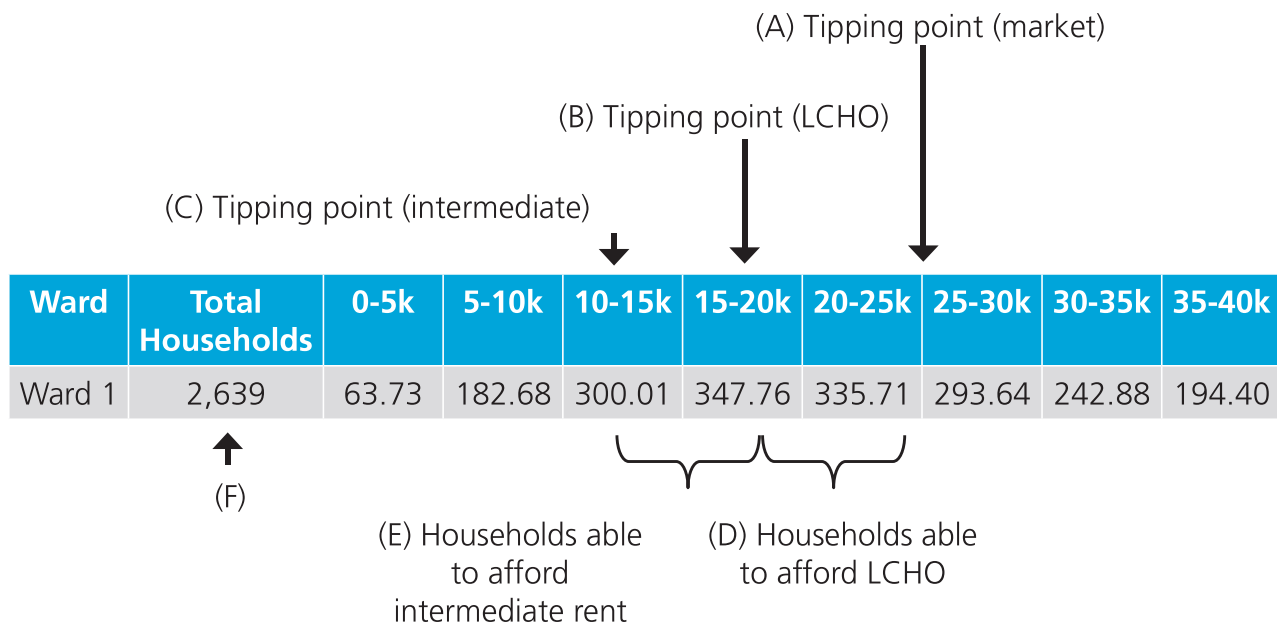 (A) Tipping point (market)
(B) Tipping point (LCHO)
(C) Tipping point (intermediate)
Ward Total Households 0-5k 5-10k 10-15k 15-20k 20-25k 25-30k 30-35k 35-40k
Ward 1 2,639 63.73 182.68 300.01 347.76 335.71 293.64 242.88 194.40
(F)
(E) Households able
to afford
intermediate rent
(D) Households able
to afford LCHO